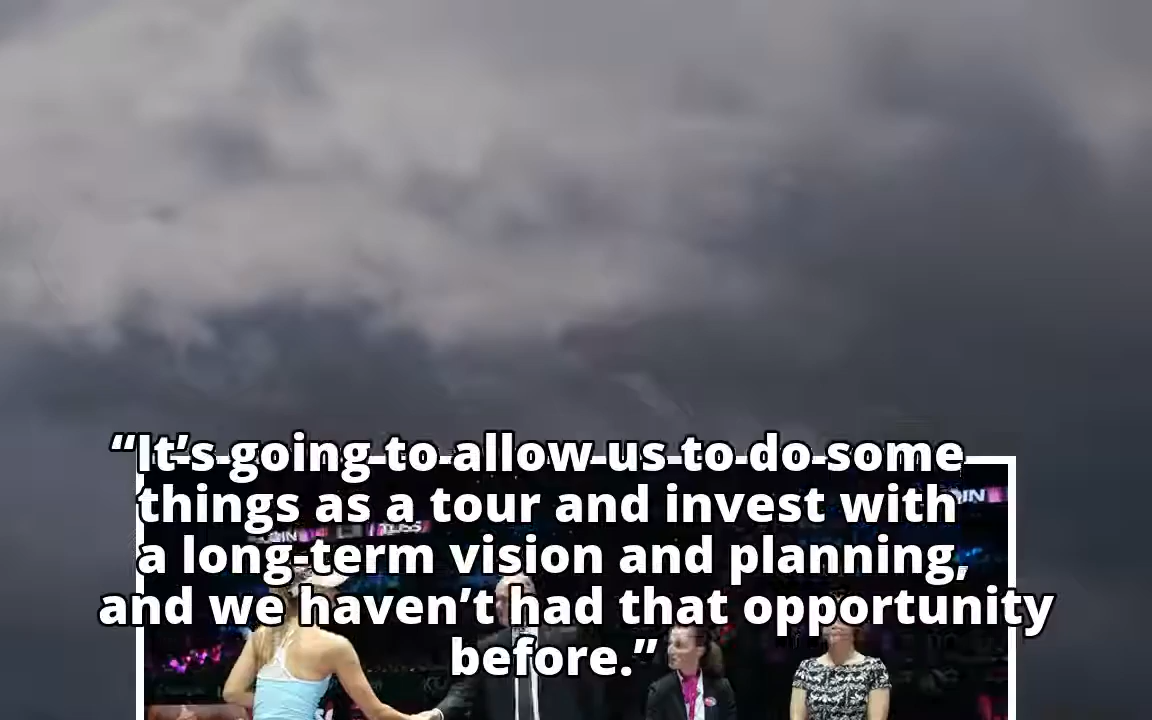 “It’s going to allow us to do some
things as a tour and invest with
a long-term vision and planning,
and we haven’t had that opportunity
before.”